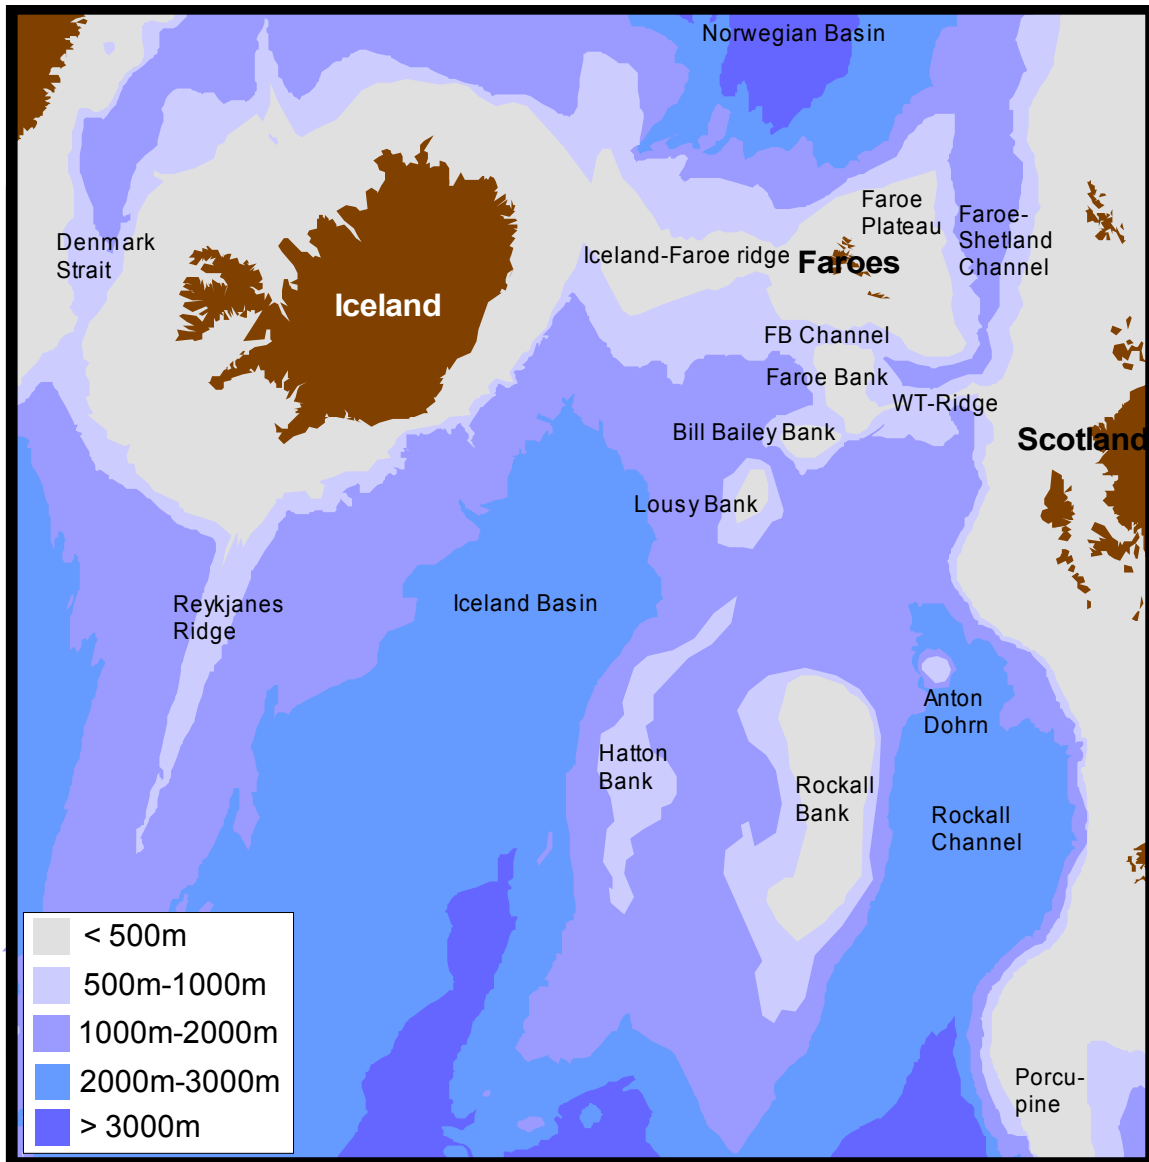 Norwegian Basin
Faroe
Plateau
Faroe-
Shetland
Channel
Denmark
Strait
Iceland-Faroe ridge
Faroes
Iceland
FB Channel
Faroe Bank
WT-Ridge
Bill Bailey Bank
Scotland
Lousy Bank
Reykjanes
Ridge
Iceland Basin
Anton
Dohrn
Hatton
Bank
Rockall
Bank
Rockall
Channel
< 500m
500m-1000m
1000m-2000m
2000m-3000m
> 3000m
Porcu-
pine